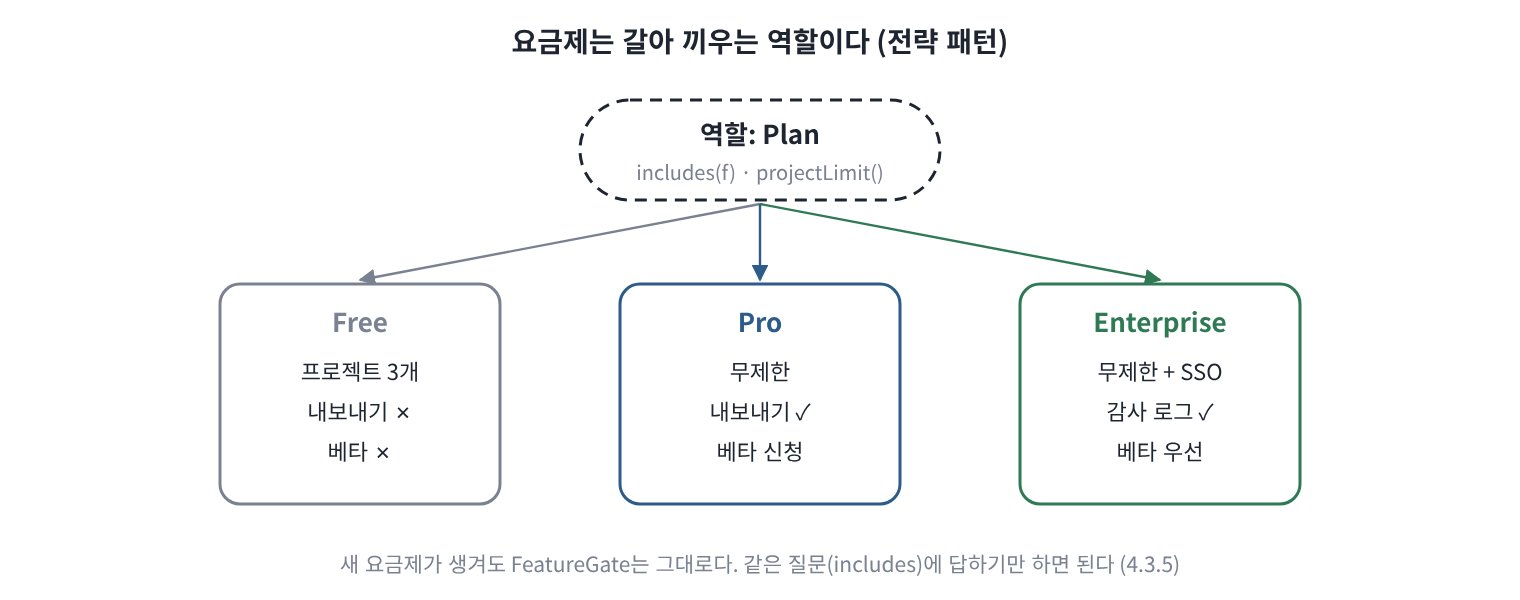 요금제는 갈아 끼우는 역할이다 (전략 패턴)
역할: Plan
includes(f) · projectLimit()
Free
프로젝트 3개
내보내기 ×
베타 ×
Pro
무제한
내보내기 ✓
베타 신청
Enterprise
무제한 + SSO
감사 로그 ✓
베타 우선
새 요금제가 생겨도 FeatureGate는 그대로다. 같은 질문(includes)에 답하기만 하면 된다 (4.3.5)